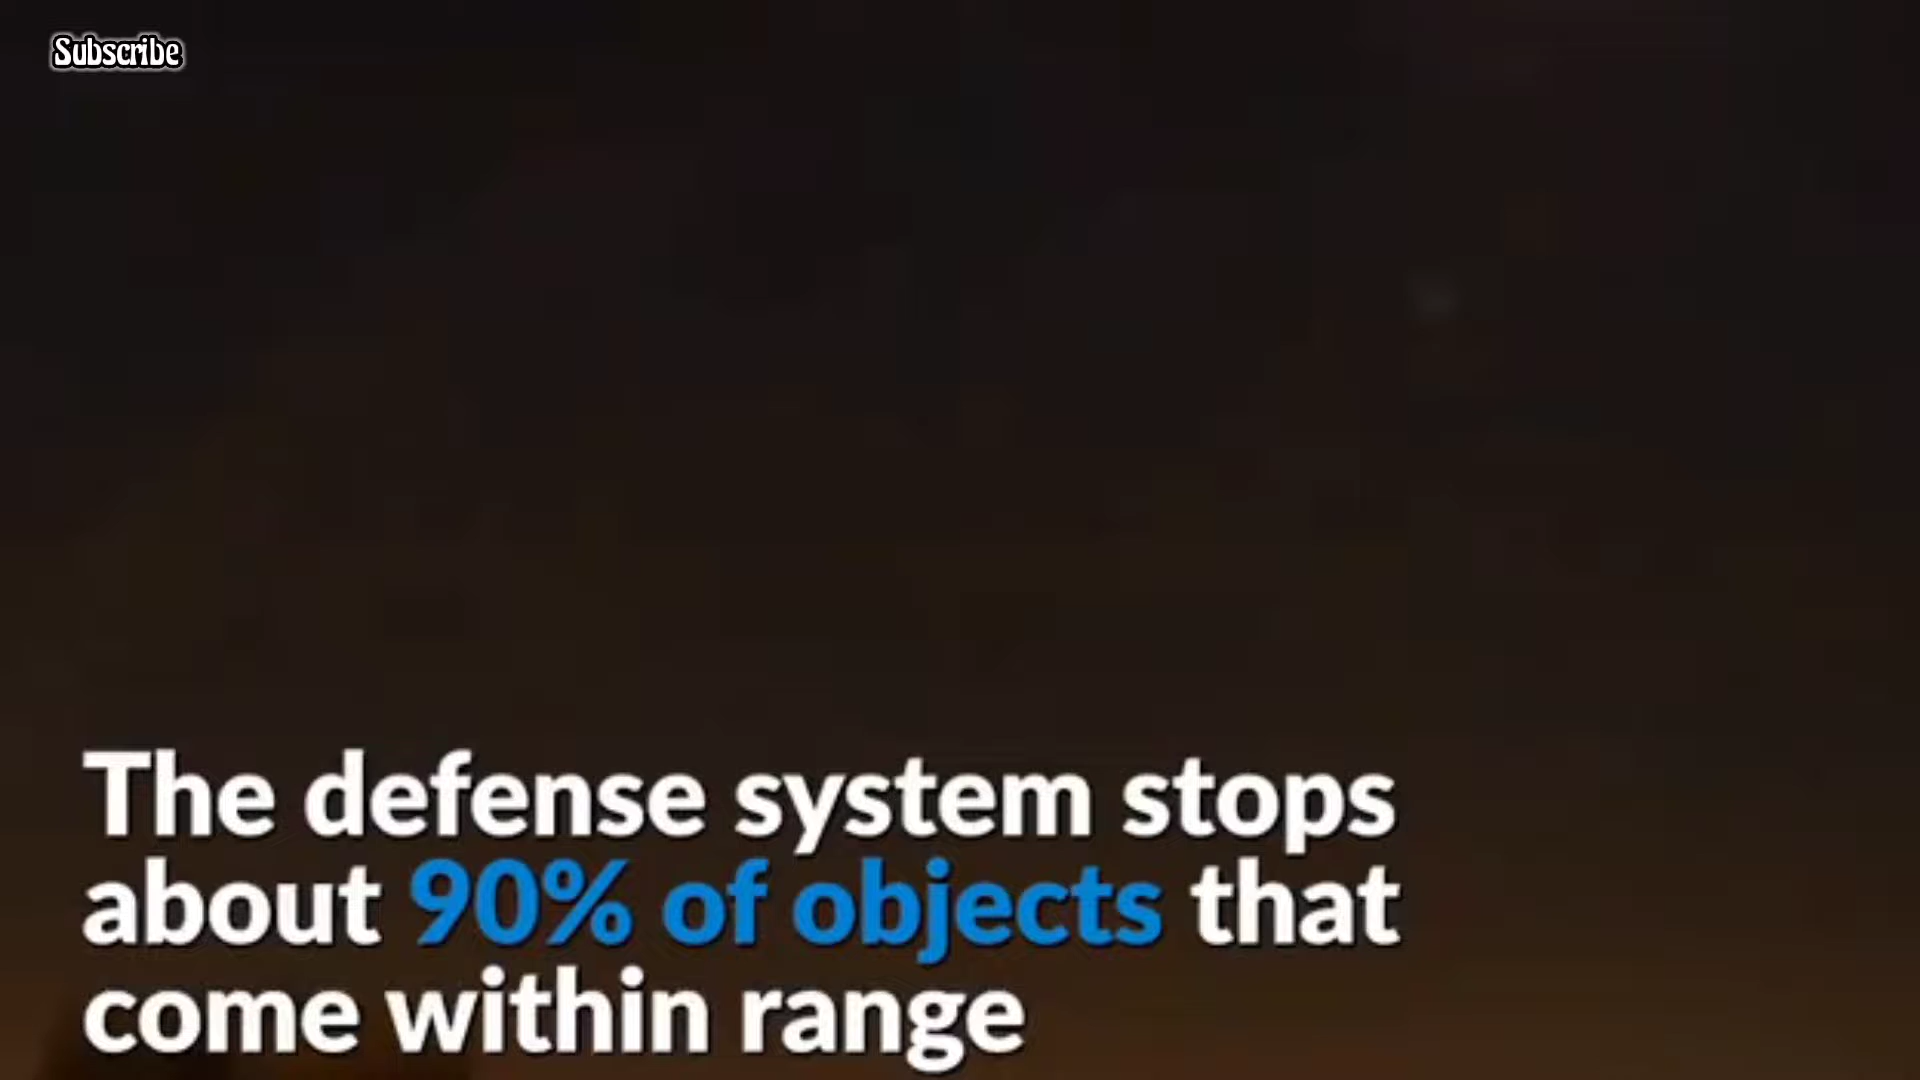 Subscribe
The defense system stops
about 90% of objects that
come within range